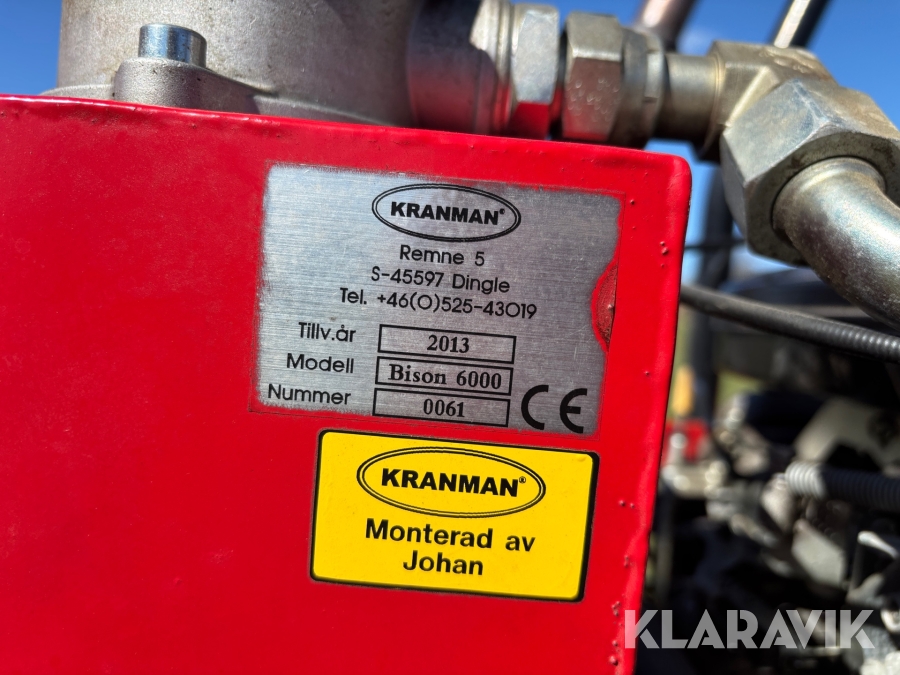 KRANMAN®
Remne 5
S-45597 Dingle
Tel. +46(0)525-43019
Tillv.år 2013
Modell Bison 6000
Nummer 0061
CE
KRANMAN®
Monterad av
Johan
KLARAVIK